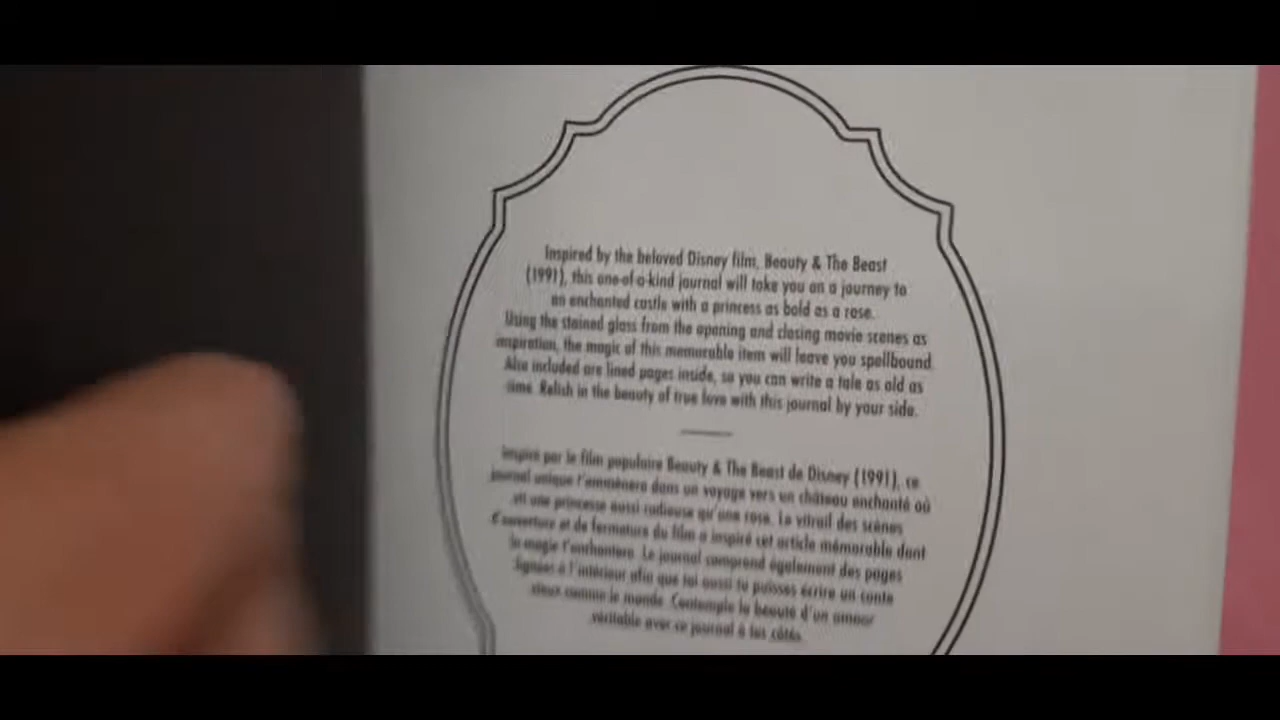 Inspired by the beloved Disney film, Beauty & The Beast
(1991), this one-of-a-kind journal will take you on a journey to
an enchanted castle with a princess as bold as a rose.
Using the stained glass from the opening and closing movie scenes as
inspiration, the magic of this memorable item will leave you spellbound.
Also included are lined pages inside, so you can write a tale as old as
time. Relish in the beauty of true love with this journal by your side.
Inspiré par le film populaire Beauty & The Beast de Disney (1991), ce
journal unique t'emmènera dans un voyage vers un château enchanté où
vit une princesse aussi radieuse qu'une rose. Le vitrail des scènes
d'ouverture et de fermeture du film a inspiré cet article mémorable dont
la magie t'enchantera. Le journal comprend également des pages
lignées à l'intérieur afin que toi aussi tu puisses écrire un conte
vieux comme le monde. Contemple la beauté d'un amour
véritable avec ce journal à tes côtés.